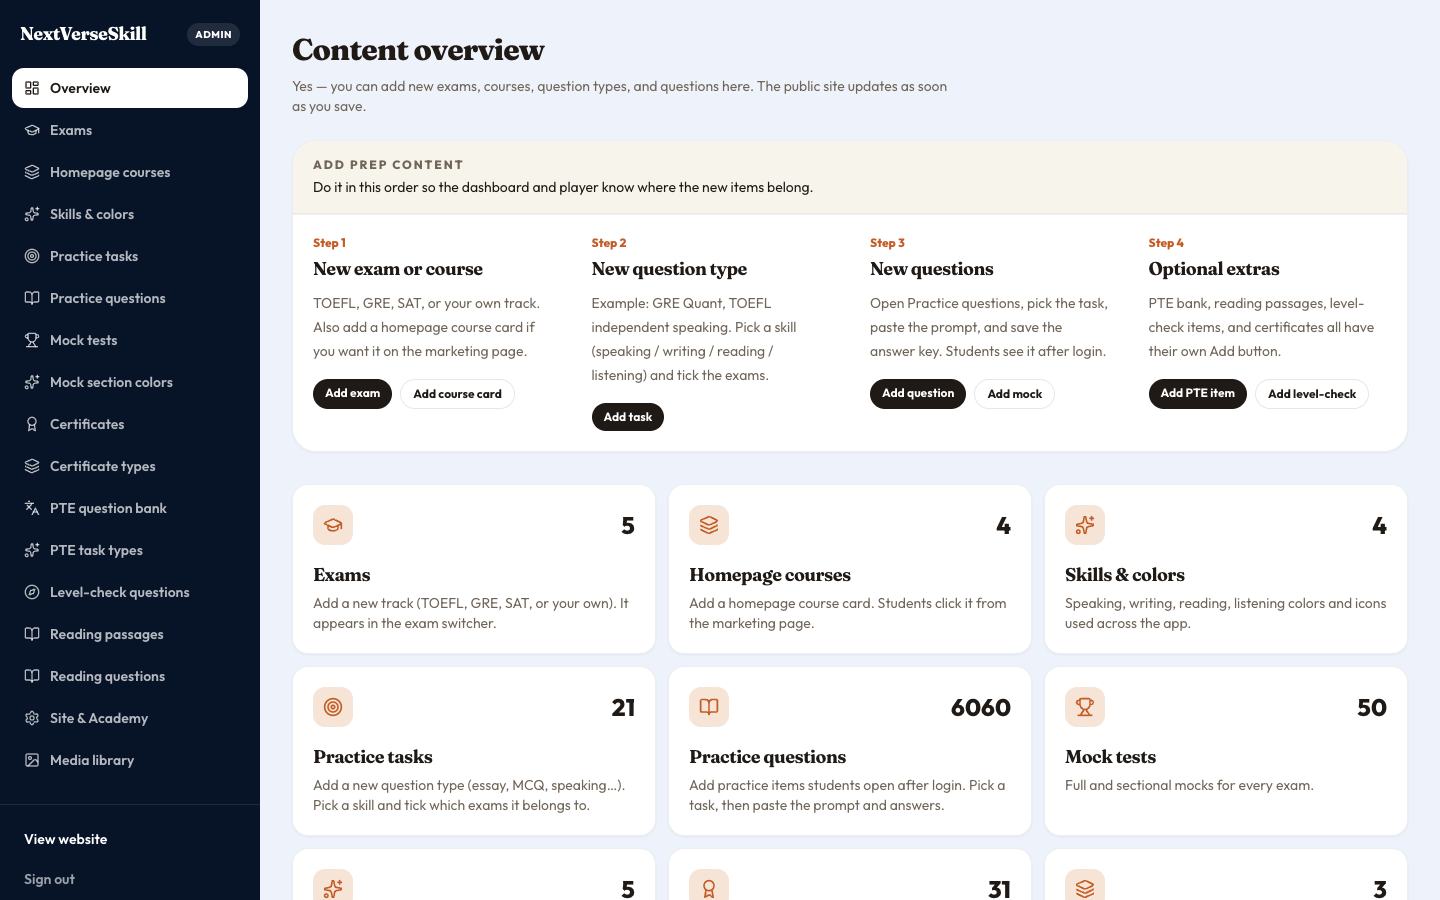 NextVerseSkill
ADMIN
Overview
Exams
Homepage courses
Skills & colors
Practice tasks
Practice questions
Mock tests
Mock section colors
Certificates
Certificate types
PTE question bank
PTE task types
Level-check questions
Reading passages
Reading questions
Site & Academy
Media library
View website
Sign out
Content overview
Yes — you can add new exams, courses, question types, and questions here. The public site updates as soon
as you save.
ADD PREP CONTENT
Do it in this order so the dashboard and player know where the new items belong.
Step 1
New exam or course
TOEFL, GRE, SAT, or your own track.
Also add a homepage course card if
you want it on the marketing page.
Add exam
Add course card
Step 2
New question type
Example: GRE Quant, TOEFL
independent speaking. Pick a skill
(speaking / writing / reading /
listening) and tick the exams.
Add task
Step 3
New questions
Open Practice questions, pick the task,
paste the prompt, and save the
answer key. Students see it after login.
Add question
Add mock
Step 4
Optional extras
PTE bank, reading passages, level-
check items, and certificates all have
their own Add button.
Add PTE item
Add level-check
5
Exams
Add a new track (TOEFL, GRE, SAT, or your own). It
appears in the exam switcher.
4
Homepage courses
Add a homepage course card. Students click it from
the marketing page.
4
Skills & colors
Speaking, writing, reading, listening colors and icons
used across the app.
21
Practice tasks
Add a new question type (essay, MCQ, speaking…).
Pick a skill and tick which exams it belongs to.
6060
Practice questions
Add practice items students open after login. Pick a
task, then paste the prompt and answers.
50
Mock tests
Full and sectional mocks for every exam.
5
31
3